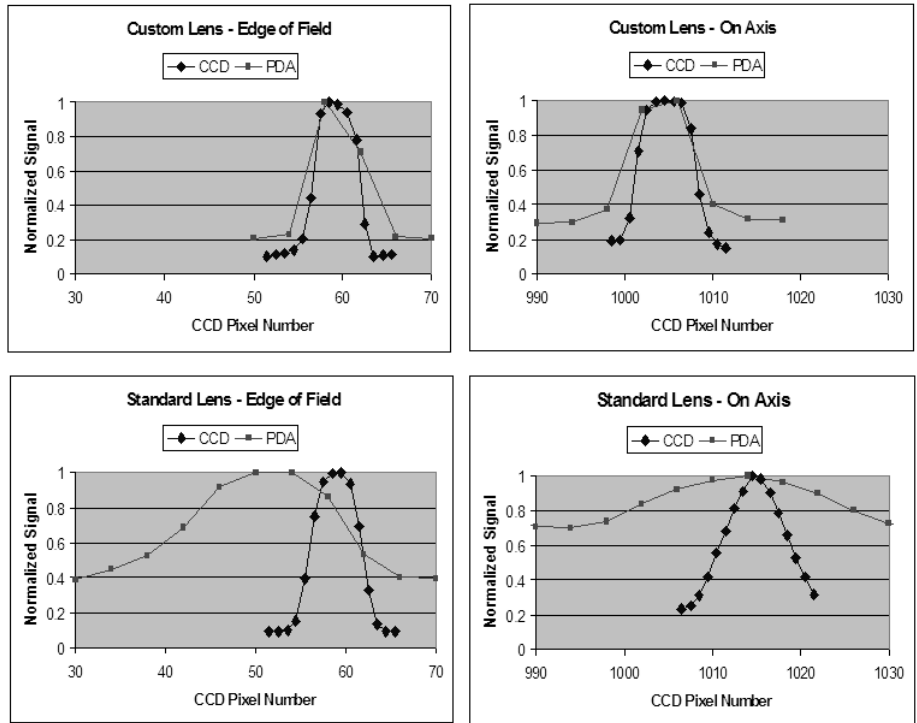 Custom Lens - Edge of Field
CCD PDA
Normalized Signal
1
0.8
0.6
0.4
0.2
0
30 40 50 60 70
CCD Pixel Number
Custom Lens - On Axis
CCD PDA
Normalized Signal
1
0.8
0.6
0.4
0.2
0
990 1000 1010 1020 1030
CCD Pixel Number
Standard Lens - Edge of Field
CCD PDA
Normalized Signal
1
0.8
0.6
0.4
0.2
0
30 40 50 60 70
CCD Pixel Number
Standard Lens - On Axis
CCD PDA
Normalized Signal
1
0.8
0.6
0.4
0.2
0
990 1000 1010 1020 1030
CCD Pixel Number